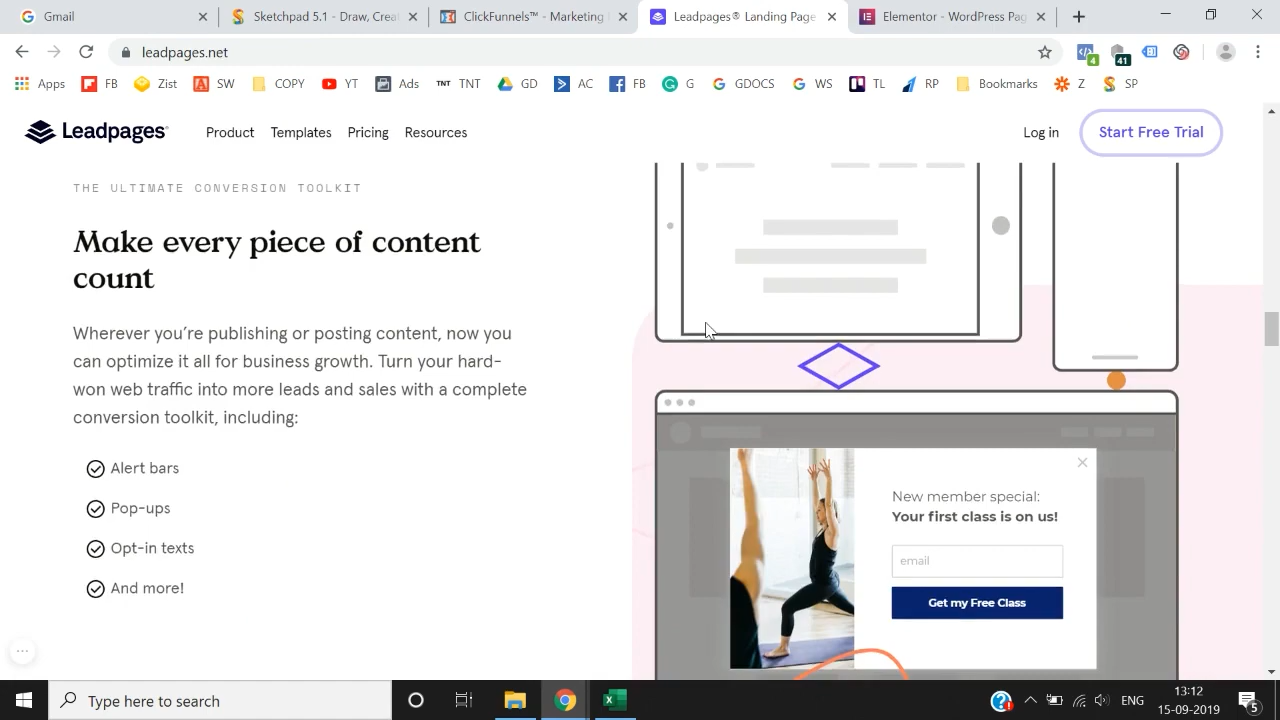 Gmail
Sketchpad 5.1 - Draw, Crea
ClickFunnels™ - Marketing
Leadpages® Landing Page
Elementor - WordPress Pag
leadpages.net
4
41
Apps FB Zist SW COPY YT Ads TNT TNT GD AC FB G GDOCS WS TL RP Bookmarks Z SP
Leadpages
Product Templates Pricing Resources Log in Start Free Trial
THE ULTIMATE CONVERSION TOOLKIT
Make every piece of content
count
Wherever you’re publishing or posting content, now you
can optimize it all for business growth. Turn your hard-
won web traffic into more leads and sales with a complete
conversion toolkit, including:
Alert bars
Pop-ups
Opt-in texts
And more!
New member special:
Your first class is on us!
email
Get my Free Class
Type here to search
ENG
13:12
15-09-2019
5